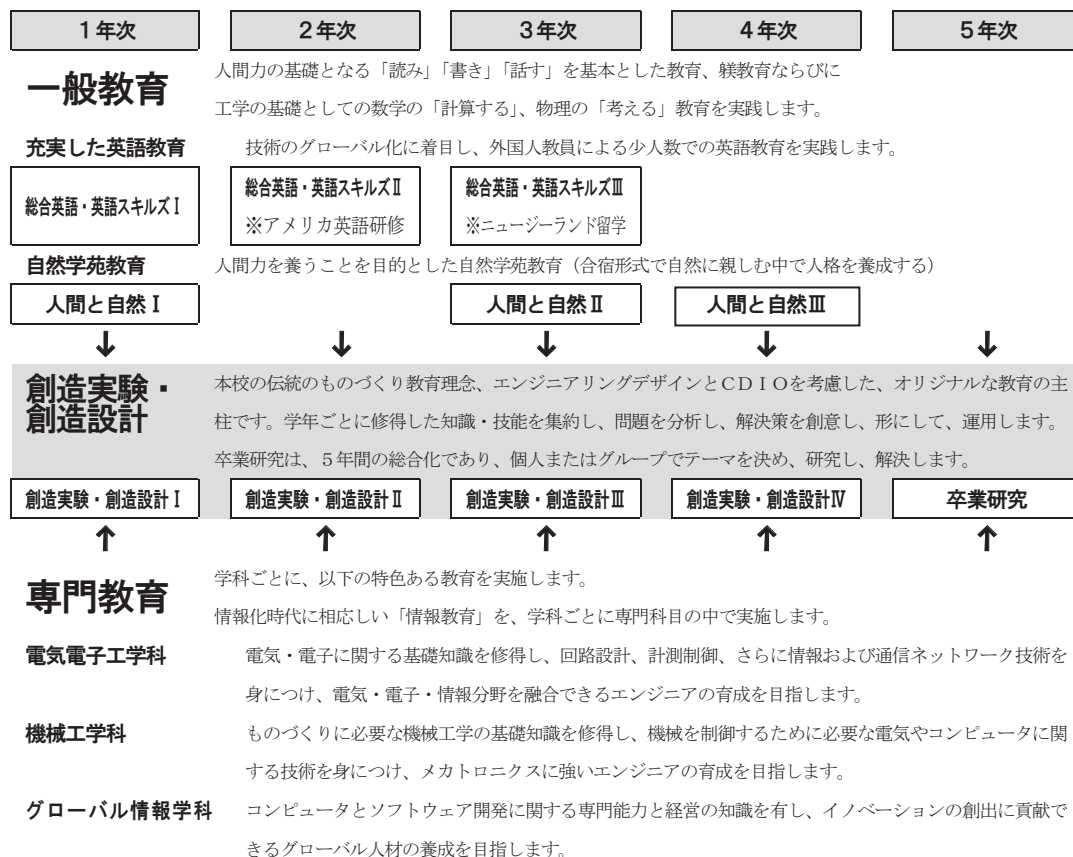 1年次 2年次 3年次 4年次 5年次
一般教育
人間力の基礎となる「読み」「書き」「話す」を基本とした教育、躾教育ならびに
工学の基礎としての数学の「計算する」、物理の「考える」教育を実践します。
充実した英語教育 技術のグローバル化に着目し、外国人教員による少人数での英語教育を実践します。
総合英語・英語スキルズⅠ
総合英語・英語スキルズⅡ
※アメリカ英語研修
総合英語・英語スキルズⅢ
※ニュージーランド留学
自然学苑教育 人間力を養うことを目的とした自然学苑教育（合宿形式で自然に親しむ中で人格を養成する）
人間と自然Ⅰ 人間と自然Ⅱ 人間と自然Ⅲ
↓ ↓ ↓ ↓ ↓
創造実験・
創造設計
本校の伝統のものづくり教育理念、エンジニアリングデザインとＣＤＩＯを考慮した、オリジナルな教育の主
柱です。学年ごとに修得した知識・技能を集約し、問題を分析し、解決策を創意し、形にして、運用します。
卒業研究は、５年間の総合化であり、個人またはグループでテーマを決め、研究し、解決します。
創造実験・創造設計Ⅰ 創造実験・創造設計Ⅱ 創造実験・創造設計Ⅲ 創造実験・創造設計Ⅳ 卒業研究
↑ ↑ ↑ ↑ ↑
専門教育
学科ごとに、以下の特色ある教育を実施します。
情報化時代に相応しい「情報教育」を、学科ごとに専門科目の中で実施します。
電気電子工学科 電気・電子に関する基礎知識を修得し、回路設計、計測制御、さらに情報および通信ネットワーク技術を
身につけ、電気・電子・情報分野を融合できるエンジニアの育成を目指します。
機械工学科 ものづくりに必要な機械工学の基礎知識を修得し、機械を制御するために必要な電気やコンピュータに関
する技術を身につけ、メカトロニクスに強いエンジニアの育成を目指します。
グローバル情報学科 コンピュータとソフトウェア開発に関する専門能力と経営の知識を有し、イノベーションの創出に貢献で
きるグローバル人材の養成を目指します。